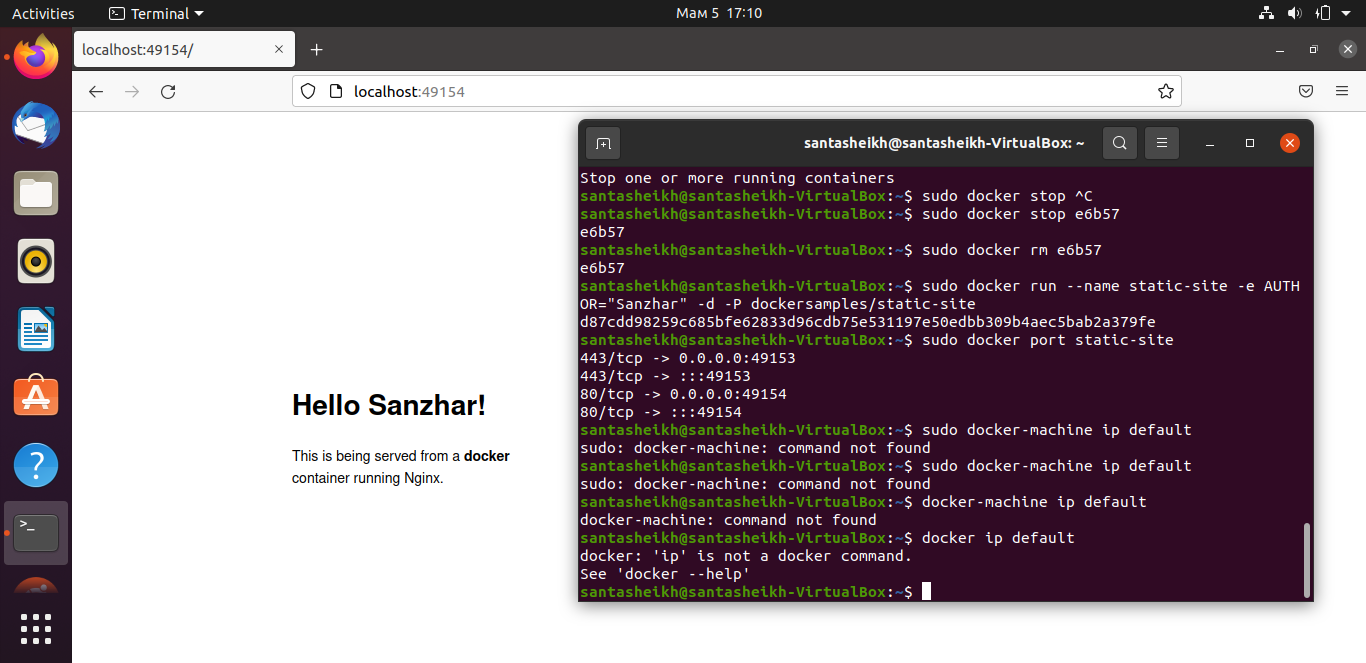 Activities
Terminal
Мам 5 17:10
localhost:49154/
localhost:49154
Hello Sanzhar!
This is being served from a docker
container running Nginx.
santasheikh@santasheikh-VirtualBox: ~
Stop one or more running containers
santasheikh@santasheikh-VirtualBox:~$ sudo docker stop ^C
santasheikh@santasheikh-VirtualBox:~$ sudo docker stop e6b57
e6b57
santasheikh@santasheikh-VirtualBox:~$ sudo docker rm e6b57
e6b57
santasheikh@santasheikh-VirtualBox:~$ sudo docker run --name static-site -e AUTH
OR="Sanzhar" -d -P dockersamples/static-site
d87cdd98259c685bfe62833d96cdb75e531197e50edbb309b4aec5bab2a379fe
santasheikh@santasheikh-VirtualBox:~$ sudo docker port static-site
443/tcp -> 0.0.0.0:49153
443/tcp -> :::49153
80/tcp -> 0.0.0.0:49154
80/tcp -> :::49154
santasheikh@santasheikh-VirtualBox:~$ sudo docker-machine ip default
sudo: docker-machine: command not found
santasheikh@santasheikh-VirtualBox:~$ sudo docker-machine ip default
sudo: docker-machine: command not found
santasheikh@santasheikh-VirtualBox:~$ docker-machine ip default
docker-machine: command not found
santasheikh@santasheikh-VirtualBox:~$ docker ip default
docker: 'ip' is not a docker command.
See 'docker --help'
santasheikh@santasheikh-VirtualBox:~$